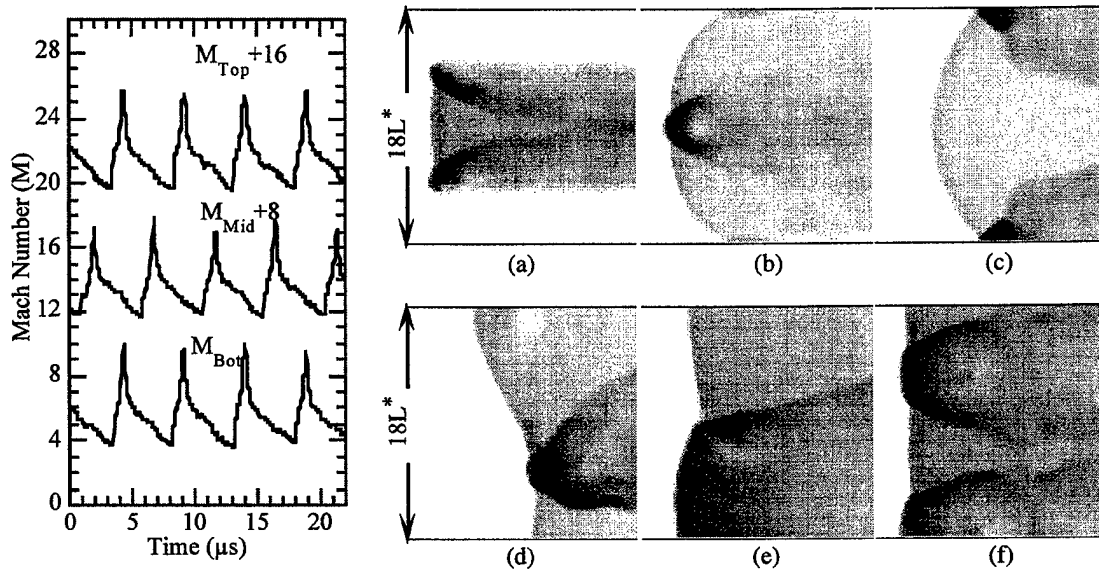 Mach Number (M)
28
24
20
16
12
8
4
0
M_Top+16
M_Mid+8
M_Bot
0 5 10 15 20
Time (µs)
18L*
(a) (b) (c)
18L*
(d) (e) (f)